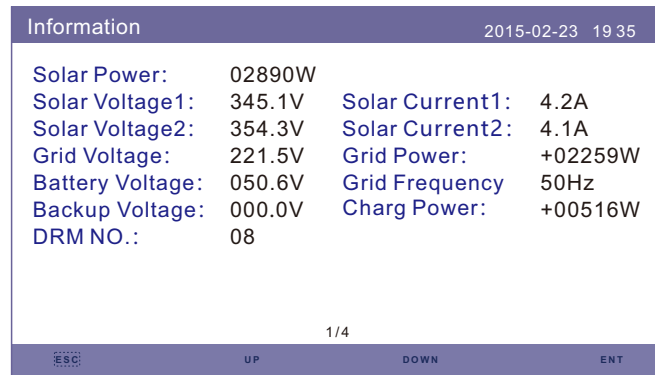 Information 2015-02-23 19 35
Solar Power: 02890W
Solar Voltage1: 345.1V Solar Current1: 4.2A
Solar Voltage2: 354.3V Solar Current2: 4.1A
Grid Voltage: 221.5V Grid Power: +02259W
Battery Voltage: 050.6V Grid Frequency 50Hz
Backup Voltage: 000.0V Charg Power: +00516W
DRM NO.: 08
1/4
ESC UP DOWN ENT